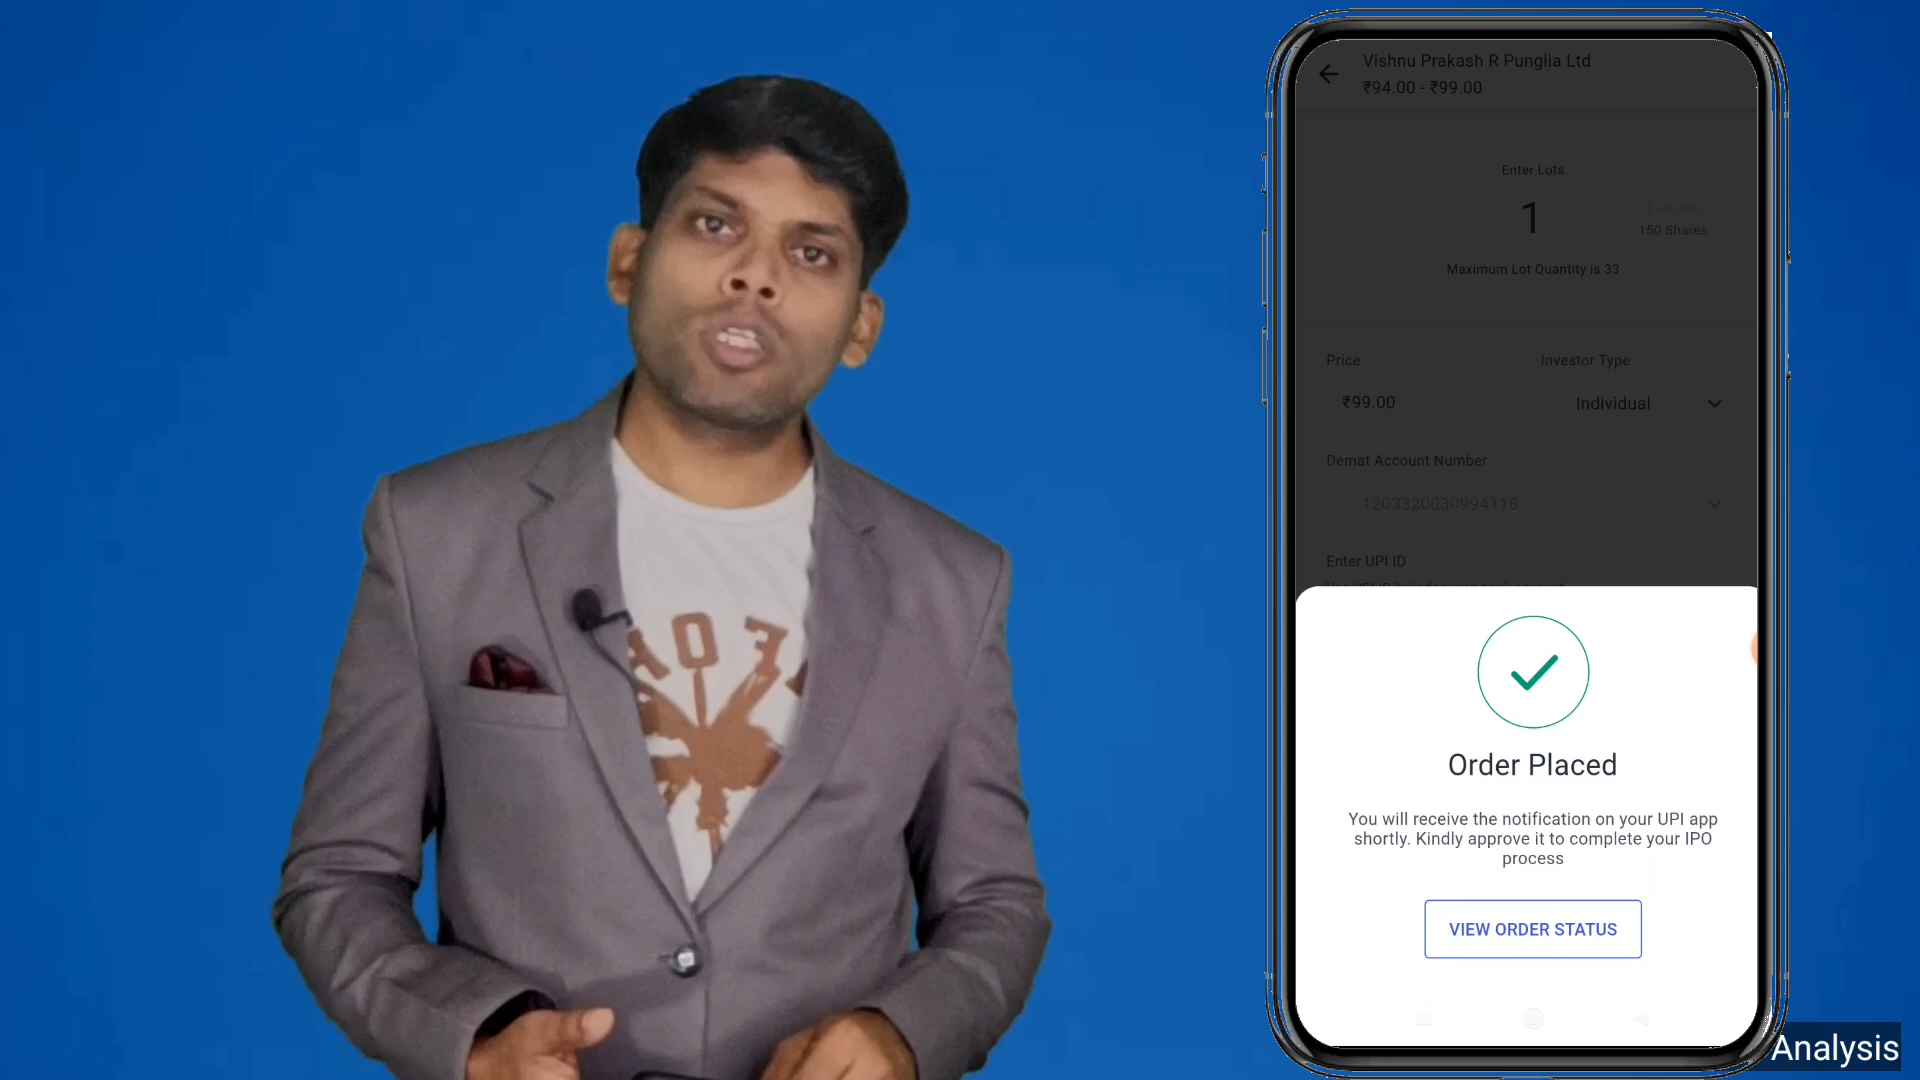 Vishnu Prakash R Punglia Ltd
₹94.00 - ₹99.00
Enter Lots
1
150 Shares
Maximum Lot Quantity is 33
Price
Investor Type
₹99.00
Individual
Demat Account Number
1203320030994118
Enter UPI ID
Order Placed
You will receive the notification on your UPI app
shortly. Kindly approve it to complete your IPO
process
VIEW ORDER STATUS
Analysis